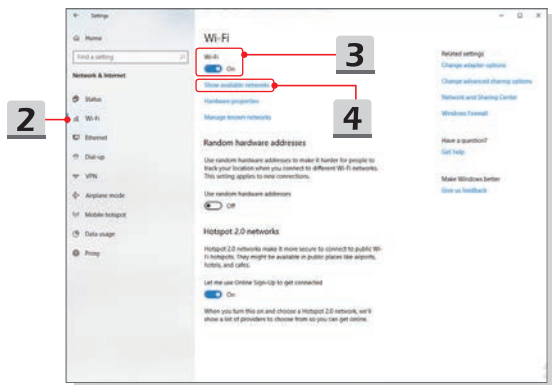 Settings
Home
Find a setting
Network & Internet
Status
Wi-Fi
Ethernet
Dial-up
VPN
Airplane mode
Mobile hotspot
Data usage
Proxy
2
Wi-Fi
Wi-Fi
On
3
Show available networks
4
Hardware properties
Manage known networks
Random hardware addresses
Use random hardware addresses to make it harder for people to
track your location when you connect to different Wi-Fi networks.
This setting applies to new connections.
Use random hardware addresses
Off
Hotspot 2.0 networks
Hotspot 2.0 networks make it more secure to connect to public Wi-
Fi hotspots. They might be available in public places like airports,
hotels, and cafes.
Let me use Online Sign-Up to get connected
On
When you turn this on and choose a Hotspot 2.0 network, we'll
show a list of providers to choose from so you can get online.
Related settings
Change adapter options
Change advanced sharing options
Network and Sharing Center
Windows Firewall
Have a question?
Get help
Make Windows better
Give us feedback